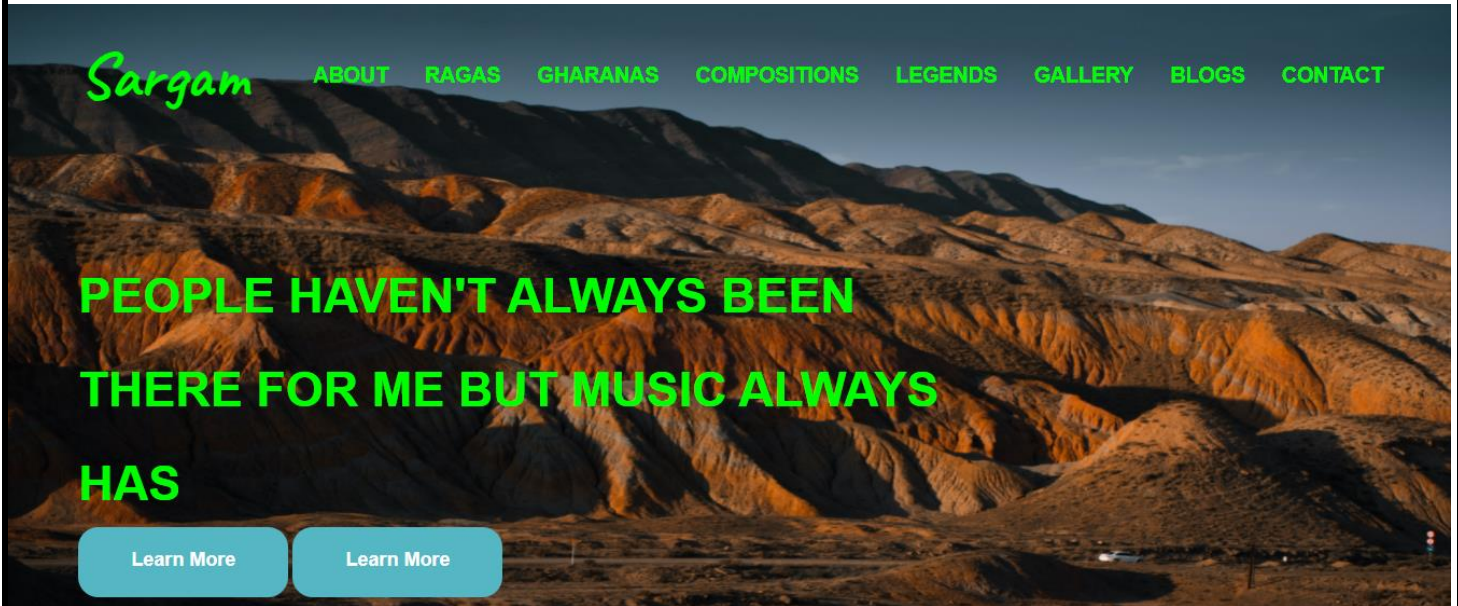 Sargam
ABOUT RAGAS GHARANAS COMPOSITIONS LEGENDS GALLERY BLOGS CONTACT
PEOPLE HAVEN'T ALWAYS BEEN
THERE FOR ME BUT MUSIC ALWAYS
HAS
Learn More Learn More